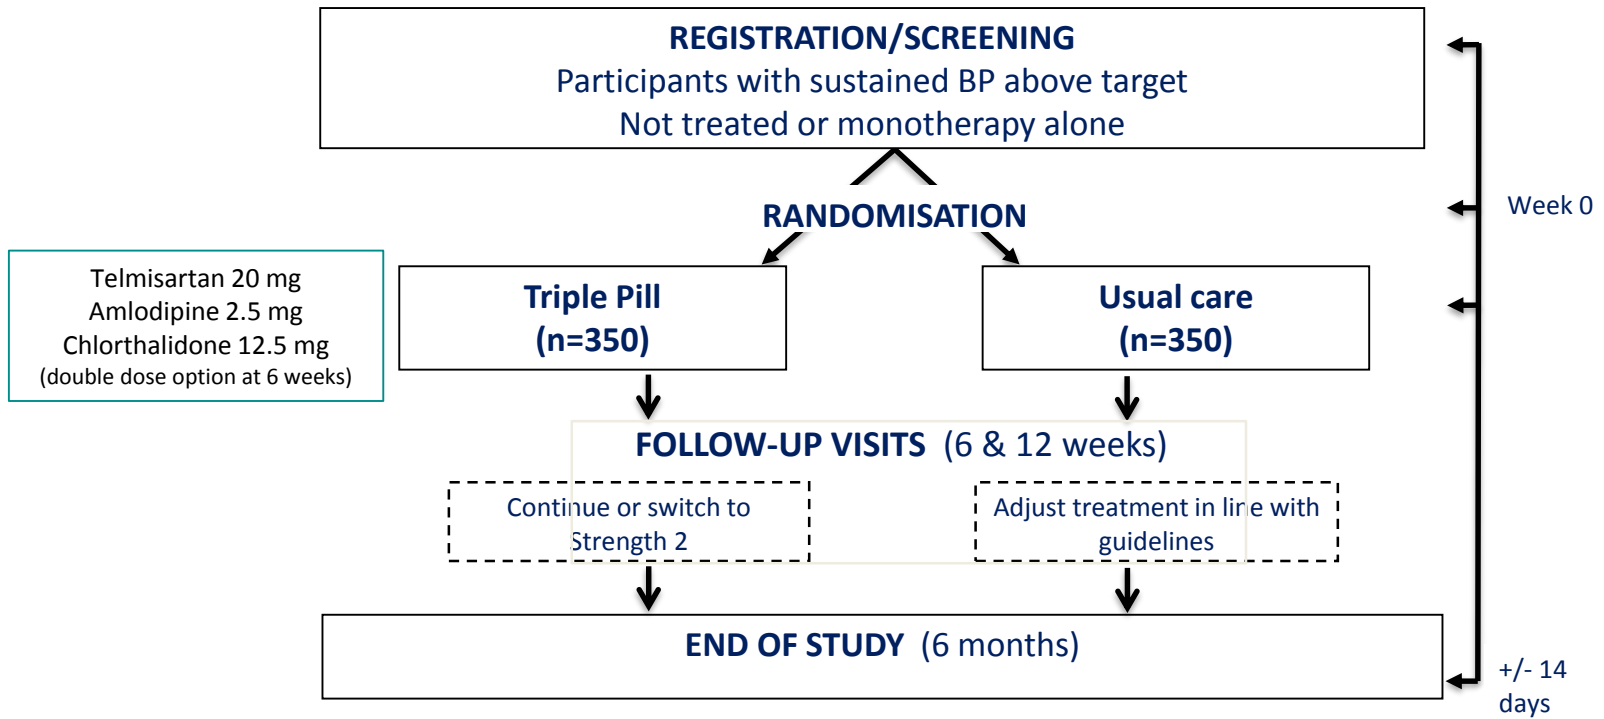 REGISTRATION/SCREENING
Participants with sustained BP above target
Not treated or monotherapy alone
RANDOMISATION
Week 0
Telmisartan 20 mg
Amlodipine 2.5 mg
Chlorthalidone 12.5 mg
(double dose option at 6 weeks)
Triple Pill
(n=350)
Usual care
(n=350)
FOLLOW-UP VISITS (6 & 12 weeks)
Continue or switch to
Strength 2
Adjust treatment in line with
guidelines
END OF STUDY (6 months)
+/- 14
days